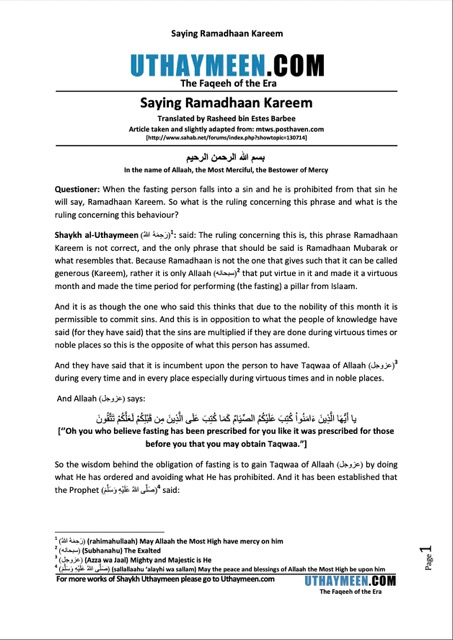 Saying Ramadhaan Kareem
UTHAYMEEN.COM
The Faqeeh of the Era
Saying Ramadhaan Kareem
Translated by Rasheed bin Estes Barbee
Article taken and slightly adapted from: mtws.posthaven.com
[http://www.sahab.net/forums/index.php?showtopic=130714]
بسم الله الرحمن الرحيم
In the name of Allaah, the Most Merciful, the Bestower of Mercy
Questioner: When the fasting person falls into a sin and he is prohibited from that sin he
will say, Ramadhaan Kareem. So what is the ruling concerning this phrase and what is the
ruling concerning this behaviour?
Shaykh al-Uthaymeen (رَحِمَهُ اللهُ)1: said: The ruling concerning this is, this phrase Ramadhaan
Kareem is not correct, and the only phrase that should be said is Ramadhaan Mubarak or
what resembles that. Because Ramadhaan is not the one that gives such that it can be called
generous (Kareem), rather it is only Allaah (سبحانه)2 that put virtue in it and made it a virtuous
month and made the time period for performing (the fasting) a pillar from Islaam.
And it is as though the one who said this thinks that due to the nobility of this month it is
permissible to commit sins. And this is in opposition to what the people of knowledge have
said (for they have said) that the sins are multiplied if they are done during virtuous times or
noble places so this is the opposite of what this person has assumed.
And they have said that it is incumbent upon the person to have Taqwaa of Allaah (عزوجل)3
during every time and in every place especially during virtuous times and in noble places.
And Allaah (عزوجل) says:
يا أَيُّهَا الَّذِينَ ءَامَنُواْ كُتِبَ عَلَيْكُمُ الصِّيَامُ كَمَا كُتِبَ عَلَى الَّذِينَ مِن قَبْلِكُمْ لَعَلَّكُمْ تَتَّقُونَ
["Oh you who believe fasting has been prescribed for you like it was prescribed for those
before you that you may obtain Taqwaa."]
So the wisdom behind the obligation of fasting is to gain Taqwaa of Allaah (عزوجل) by doing
what He has ordered and avoiding what He has prohibited. And it has been established that
the Prophet (صَلَّى اللهُ عَلَيْهِ وَسَلَّمَ)4 said:
1 (رَحِمَهُ اللهُ) (rahimahullaah) May Allaah the Most High have mercy on him
2 (سبحانه) (Subhanahu) The Exalted
3 (عزوجل) (Azza wa Jaal) Mighty and Majestic is He
4 (صَلَّى اللهُ عَلَيْهِ وَسَلَّمَ) (sallallaahu 'alayhi wa sallam) May the peace and blessings of Allaah the Most High be upon him
For more works of Shaykh Uthaymeen please go to Uthaymeen.com
UTHAYMEEN.COM
The Faqeeh of the Era
Page 1